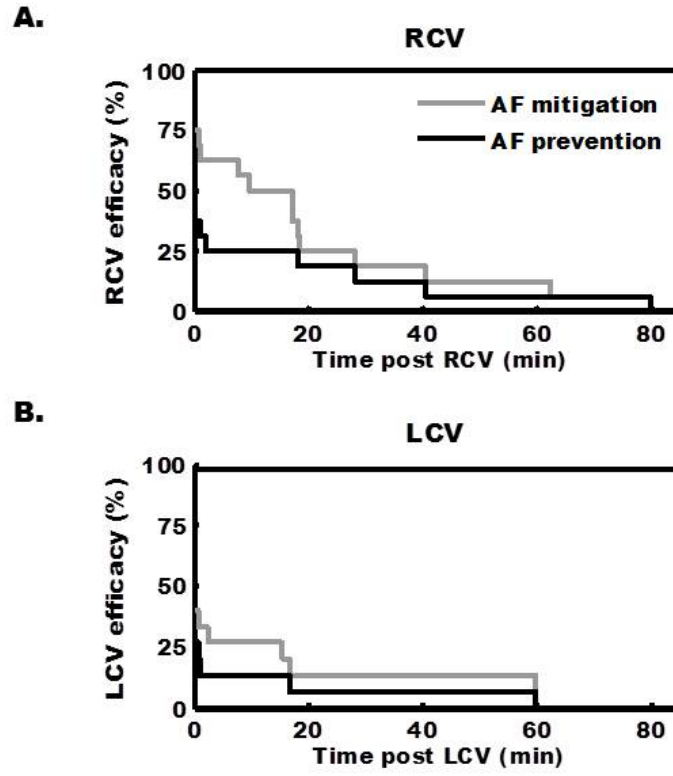 A.
RCV
100
75
50
25
0
RCV efficacy (%)
AF mitigation
AF prevention
0 20 40 60 80
Time post RCV (min)
B.
LCV
100
75
50
25
0
LCV efficacy (%)
0 20 40 60 80
Time post LCV (min)